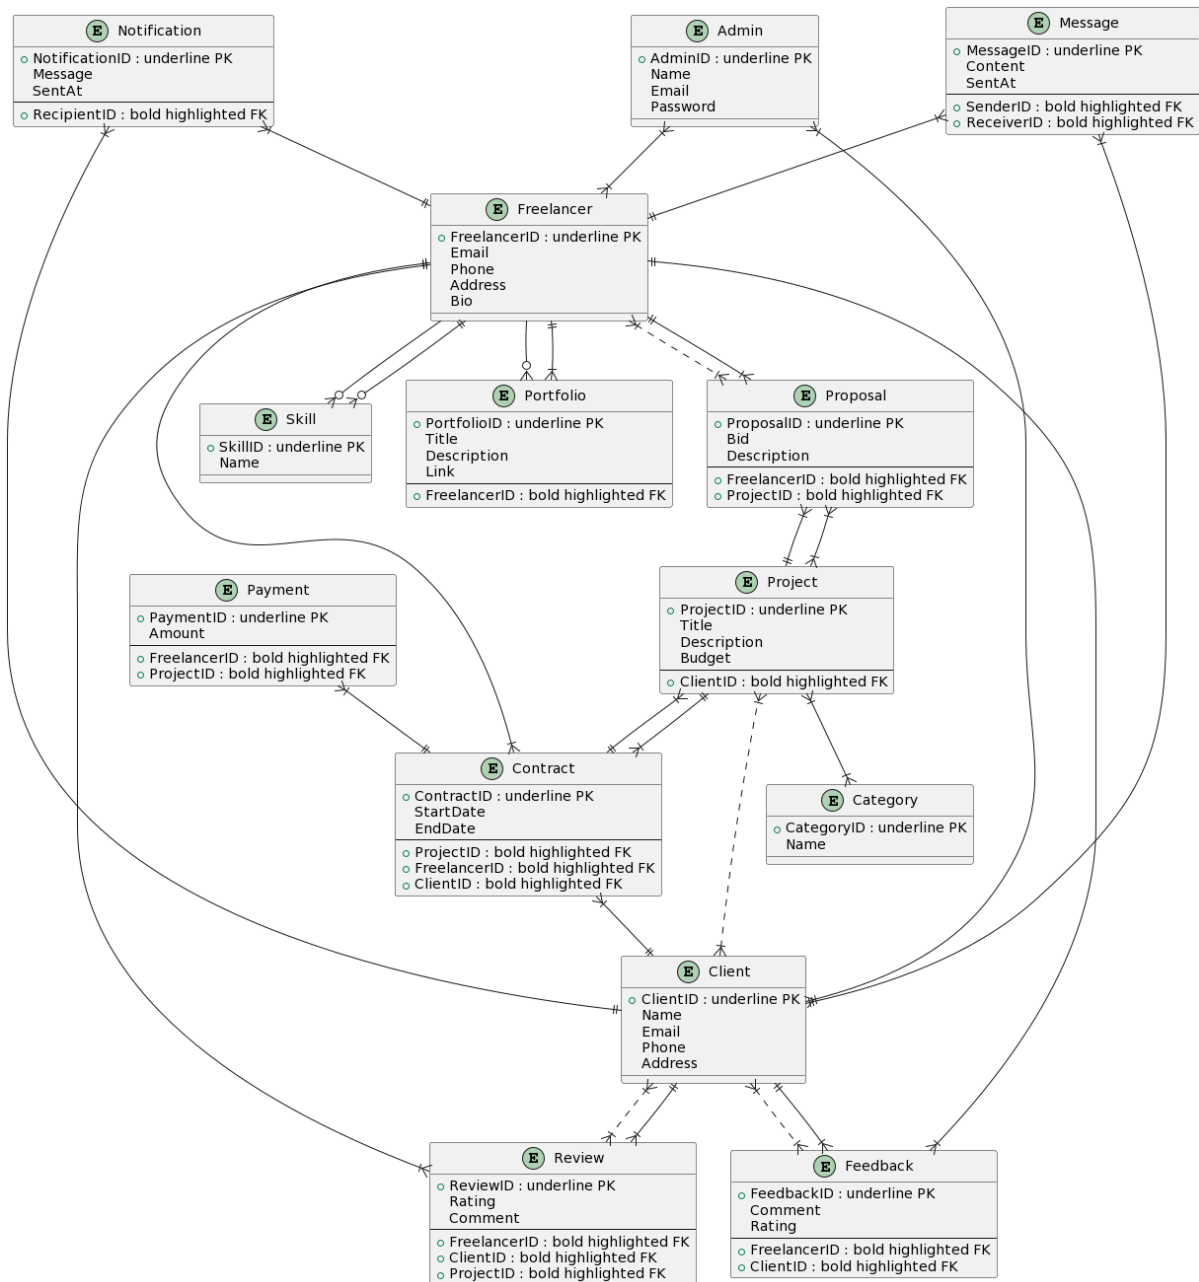 E Notification
NotificationID : underline PK
Message
SentAt
RecipientID : bold highlighted FK
E Admin
AdminID : underline PK
Name
Email
Password
E Message
MessageID : underline PK
Content
SentAt
SenderID : bold highlighted FK
ReceiverID : bold highlighted FK
E Freelancer
FreelancerID : underline PK
Email
Phone
Address
Bio
E Skill
SkillID : underline PK
Name
E Portfolio
PortfolioID : underline PK
Title
Description
Link
FreelancerID : bold highlighted FK
E Proposal
ProposalID : underline PK
Bid
Description
FreelancerID : bold highlighted FK
ProjectID : bold highlighted FK
E Payment
PaymentID : underline PK
Amount
FreelancerID : bold highlighted FK
ProjectID : bold highlighted FK
E Project
ProjectID : underline PK
Title
Description
Budget
ClientID : bold highlighted FK
E Contract
ContractID : underline PK
StartDate
EndDate
ProjectID : bold highlighted FK
FreelancerID : bold highlighted FK
ClientID : bold highlighted FK
E Category
CategoryID : underline PK
Name
E Client
ClientID : underline PK
Name
Email
Phone
Address
E Review
ReviewID : underline PK
Rating
Comment
FreelancerID : bold highlighted FK
ClientID : bold highlighted FK
ProjectID : bold highlighted FK
E Feedback
FeedbackID : underline PK
Comment
Rating
FreelancerID : bold highlighted FK
ClientID : bold highlighted FK